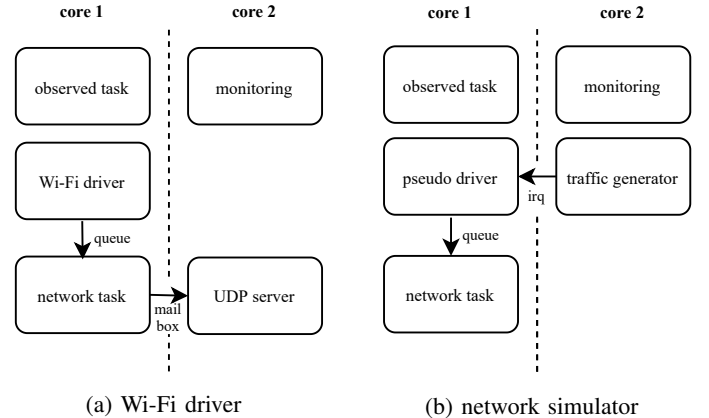 core 1
core 2
observed task
monitoring
Wi-Fi driver
queue
network task
mail
box
UDP server
(a) Wi-Fi driver
core 1
core 2
observed task
monitoring
pseudo driver
irq
traffic generator
queue
network task
(b) network simulator